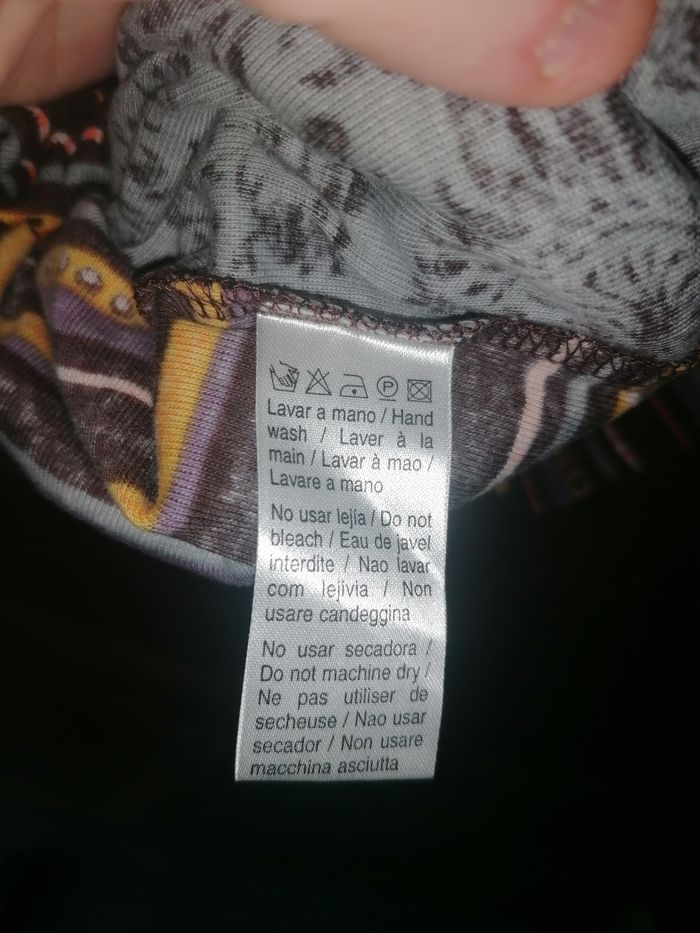 P
Lavar a mano / Hand
wash / Laver à la
main / Lavar à mao /
Lavare a mano
No usar lejía / Do not
bleach / Eau de javel
interdite / Nao lavar
com lejivia / Non
usare candeggina
No usar secadora /
Do not machine dry /
Ne pas utiliser de
secheuse / Nao usar
secador / Non usare
macchina asciutta